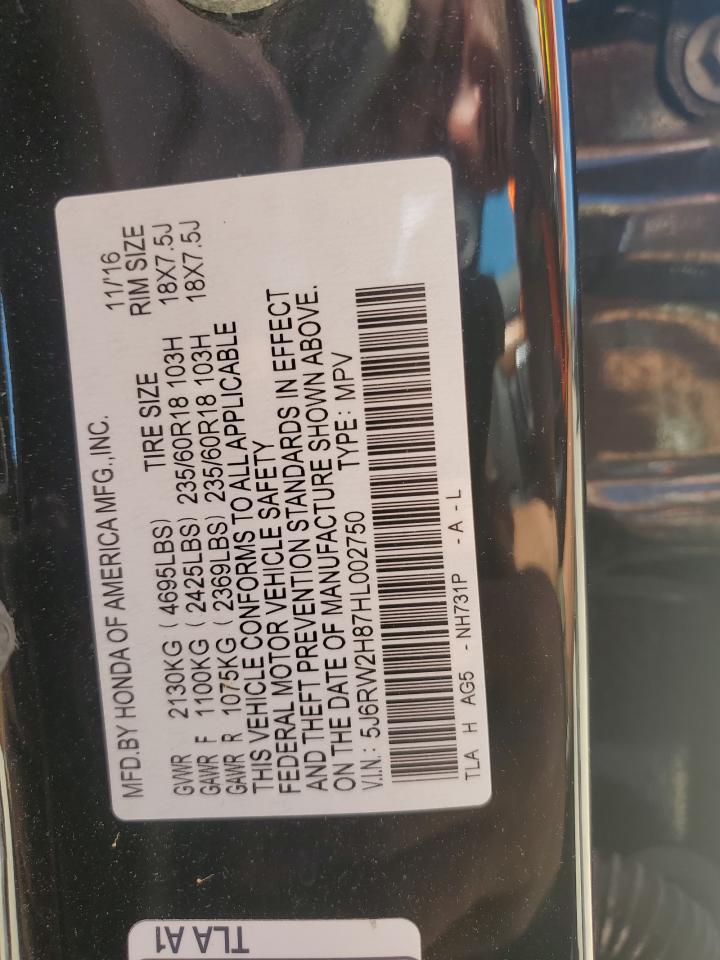 MFD.BY HONDA OF AMERICA MFG.,INC. 11/16
TIRE SIZE RIM SIZE
GVWR 2130KG (4695LBS)
GAWR F 1100KG (2425LBS) 235/60R18 103H 18X7.5J
GAWR R 1075KG (2369LBS) 235/60R18 103H 18X7.5J
THIS VEHICLE CONFORMS TO ALL APPLICABLE
FEDERAL MOTOR VEHICLE SAFETY
AND THEFT PREVENTION STANDARDS IN EFFECT
ON THE DATE OF MANUFACTURE SHOWN ABOVE.
V.I.N.: 5J6RW2H87HL002750 TYPE: MPV
TLA H AG5 -NH731P -A-L
TLA A1